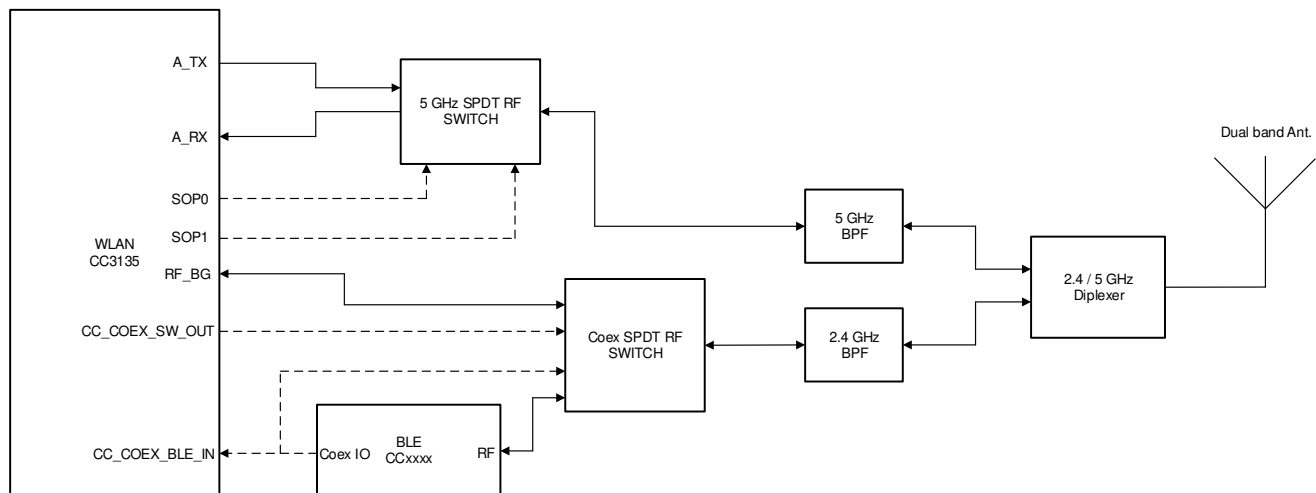 A_TX
A_RX
SOP0
SOP1
WLAN
CC3135
RF_BG
CC_COEX_SW_OUT
CC_COEX_BLE_IN
5 GHz SPDT RF
SWITCH
Coex SPDT RF
SWITCH
Coex IO
BLE
CCxxxx
RF
5 GHz
BPF
2.4 GHz
BPF
2.4 / 5 GHz
Diplexer
Dual band Ant.